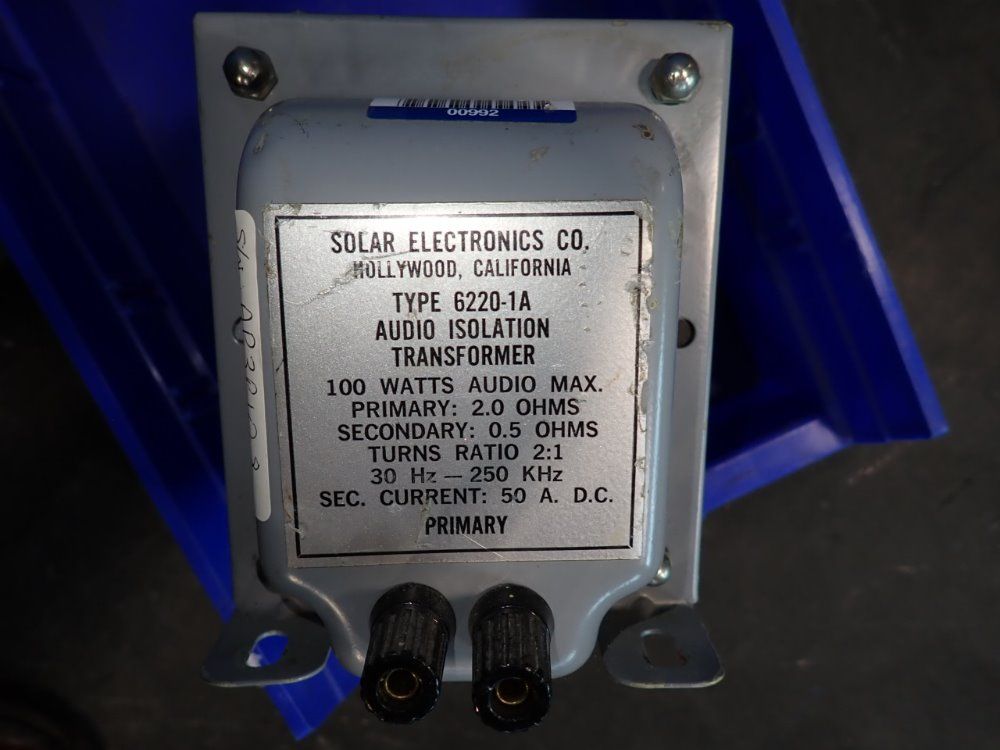 00992
SOLAR ELECTRONICS CO.
HOLLYWOOD, CALIFORNIA
TYPE 6220-1A
AUDIO ISOLATION
TRANSFORMER
100 WATTS AUDIO MAX.
PRIMARY: 2.0 OHMS
SECONDARY: 0.5 OHMS
TURNS RATIO 2:1
30 Hz — 250 KHz
SEC. CURRENT: 50 A. D.C.
PRIMARY
S/N